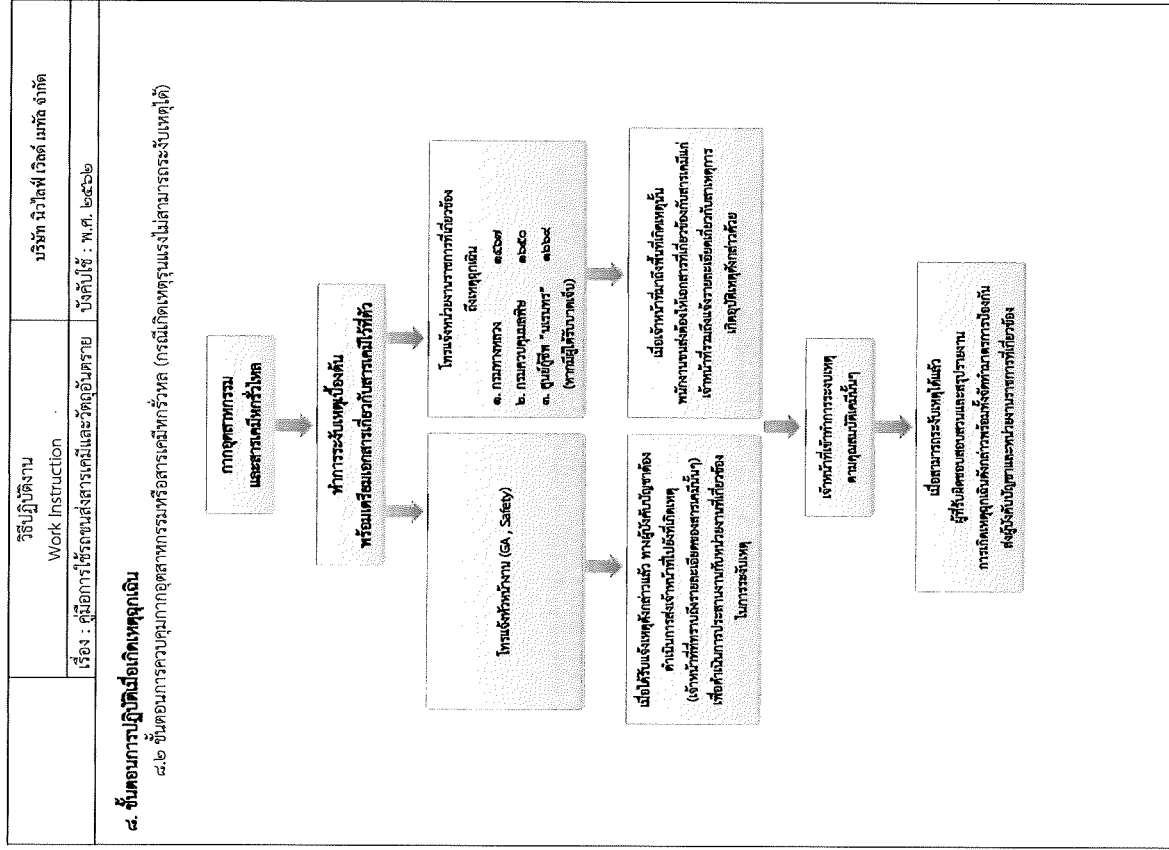 วิธีปฏิบัติงาน
Work Instruction
บริษัท นิวไลฟ์ เวิลด์ เมทัล จำกัด
เรื่อง : คู่มือการใช้รถขนส่งสารเคมีและวัตถุอันตราย
บังคับใช้ : พ.ศ. ๒๕๖๒
๘. ขั้นตอนการปฏิบัติเมื่อเกิดเหตุฉุกเฉิน
๘.๒ ขั้นตอนการควบคุมกากอุตสาหกรรมหรือสารเคมีหกรั่วไหล (กรณีเกิดเหตุรุนแรงไม่สามารถระงับเหตุได้)
กากอุตสาหกรรม
และสารเคมีหกรั่วไหล
ทำการระงับเหตุเบื้องต้น
พร้อมเตรียมเอกสารเกี่ยวกับสารเคมีไว้ที่ตัว
โทรแจ้งหัวหน้างาน (GA , Safety)
โทรแจ้งหน่วยงานราชการที่เกี่ยวข้อง
ถึงเหตุฉุกเฉิน
๑. กรมทางหลวง ๑๕๖๗
๒. กรมควบคุมมลพิษ ๑๖๕๐
๓. ศูนย์กู้ชีพ "นเรนทร" ๑๖๖๙
(หากมีผู้ได้รับบาดเจ็บ)
เมื่อได้รับแจ้งเหตุดังกล่าวแล้ว ทางผู้บังคับบัญชาต้อง
ดำเนินการส่งเจ้าหน้าที่ไปยังที่เกิดเหตุ
(เจ้าหน้าที่ที่ทราบถึงรายละเอียดของสารเคมีนั้นๆ)
เพื่อดำเนินการประสานงานกับหน่วยงานที่เกี่ยวข้อง
ในการระงับเหตุ
เมื่อเจ้าหน้าที่มาถึงพื้นที่เกิดเหตุนั้น
พนักงานขนส่งต้องให้เอกสารที่เกี่ยวข้องกับสารเคมีแก่
เจ้าหน้าที่รวมถึงแจ้งรายละเอียดเกี่ยวกับสาเหตุการ
เกิดอุบัติเหตุดังกล่าวด้วย
เจ้าหน้าที่เข้าทำการระงบเหตุ
ตามคุณสมบัติเคมีนั้นๆ
เมื่อสามารถระงับเหตุได้แล้ว
ผู้ที่รับผิดชอบสอบสวนและสรุปรายงาน
การเกิดเหตุฉุกเฉินดังกล่าวพร้อมทั้งจัดทำมาตรการป้องกัน
ส่งผู้บังคับบัญชาและหน่วยงานราชการที่เกี่ยวข้อง